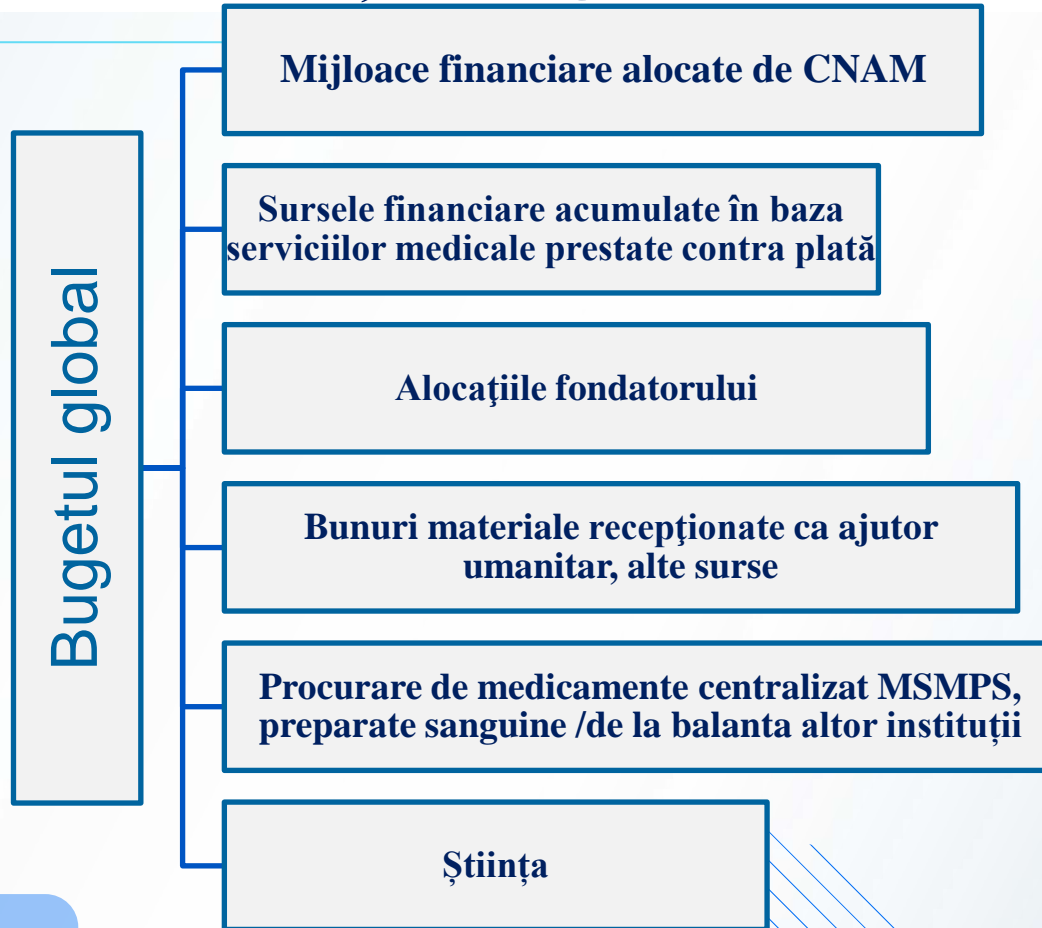 Mijloace financiare alocate de CNAM
Sursele financiare acumulate în baza
serviciilor medicale prestate contra plată
Alocaţiile fondatorului
Bunuri materiale recepţionate ca ajutor
umanitar, alte surse
Procurare de medicamente centralizat MSMPS,
preparate sanguine /de la balanta altor instituții
Știința
Bugetul global